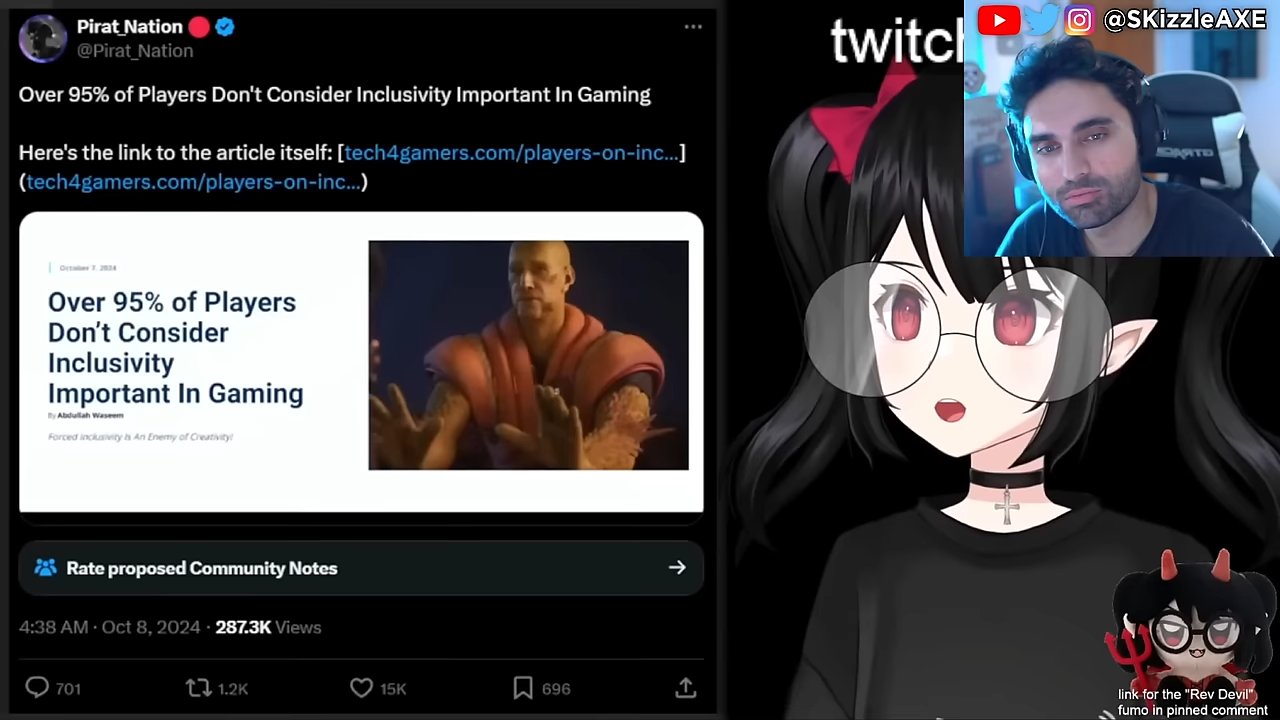 Pirat_Nation
@Pirat_Nation
Over 95% of Players Don't Consider Inclusivity Important In Gaming
Here's the link to the article itself: [tech4gamers.com/players-on-inc...]
(tech4gamers.com/players-on-inc...)
October 7, 2024
Over 95% of Players
Don't Consider
Inclusivity
Important In Gaming
By Abdullah Waseem
Forced Inclusivity Is An Enemy of Creativity!
Rate proposed Community Notes
4:38 AM · Oct 8, 2024 · 287.3K Views
701
1.2K
15K
696
twitch
@SKizzleAXE
link for the "Rev Devil"
fumo in pinned comment